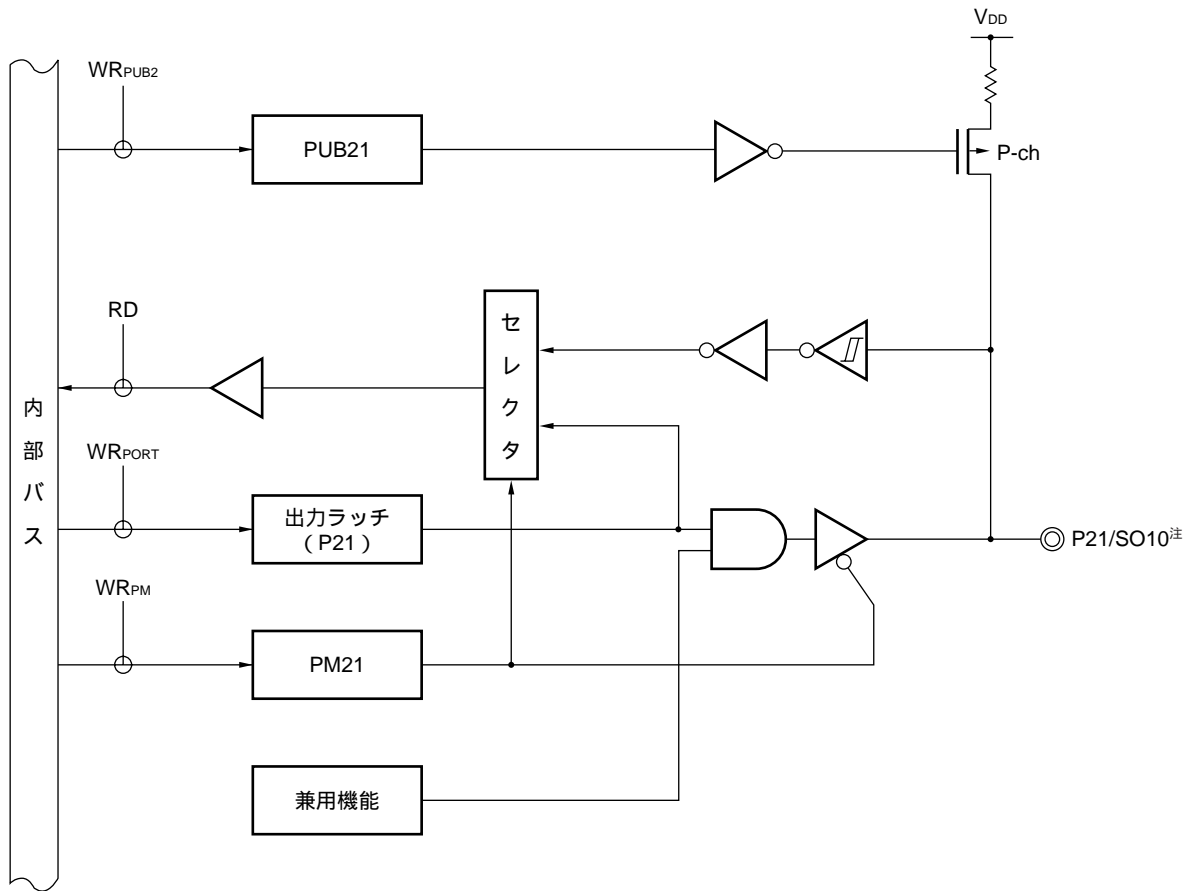 VDD
WRPUB2
PUB21
P-ch
RD
セレクタ
内部バス
WRPORT
出力ラッチ
（P21）
P21/SO10注
WRPM
PM21
兼用機能